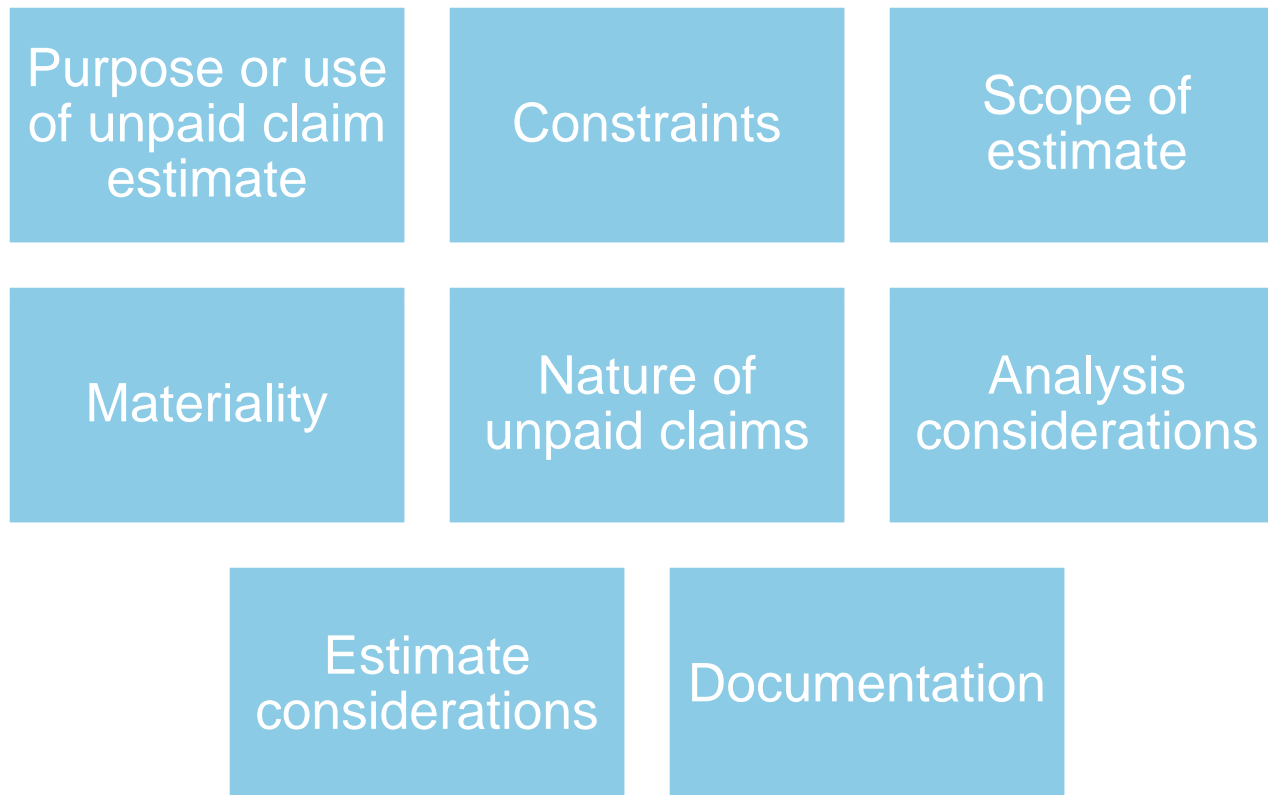 Purpose or use
of unpaid claim
estimate
Constraints
Scope of
estimate
Materiality
Nature of
unpaid claims
Analysis
considerations
Estimate
considerations
Documentation